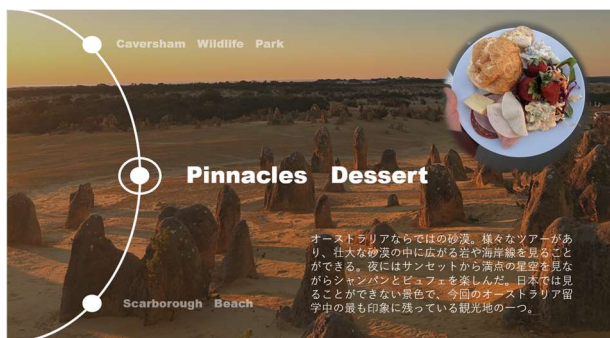 Caversham Wildlife Park
Pinnacles Dessert
オーストラリアならではの砂漠。様々なツアーがあ
り、壮大な砂漠の中に広がる岩や海岸線を見ること
ができる。夜にはサンセットから満点の星空を見な
がらシャンパンとビュフェを楽しんだ。日本では見
ることができない景色で、今回のオーストラリア留
学中の最も印象に残っている観光地の一つ。
Scarborough Beach